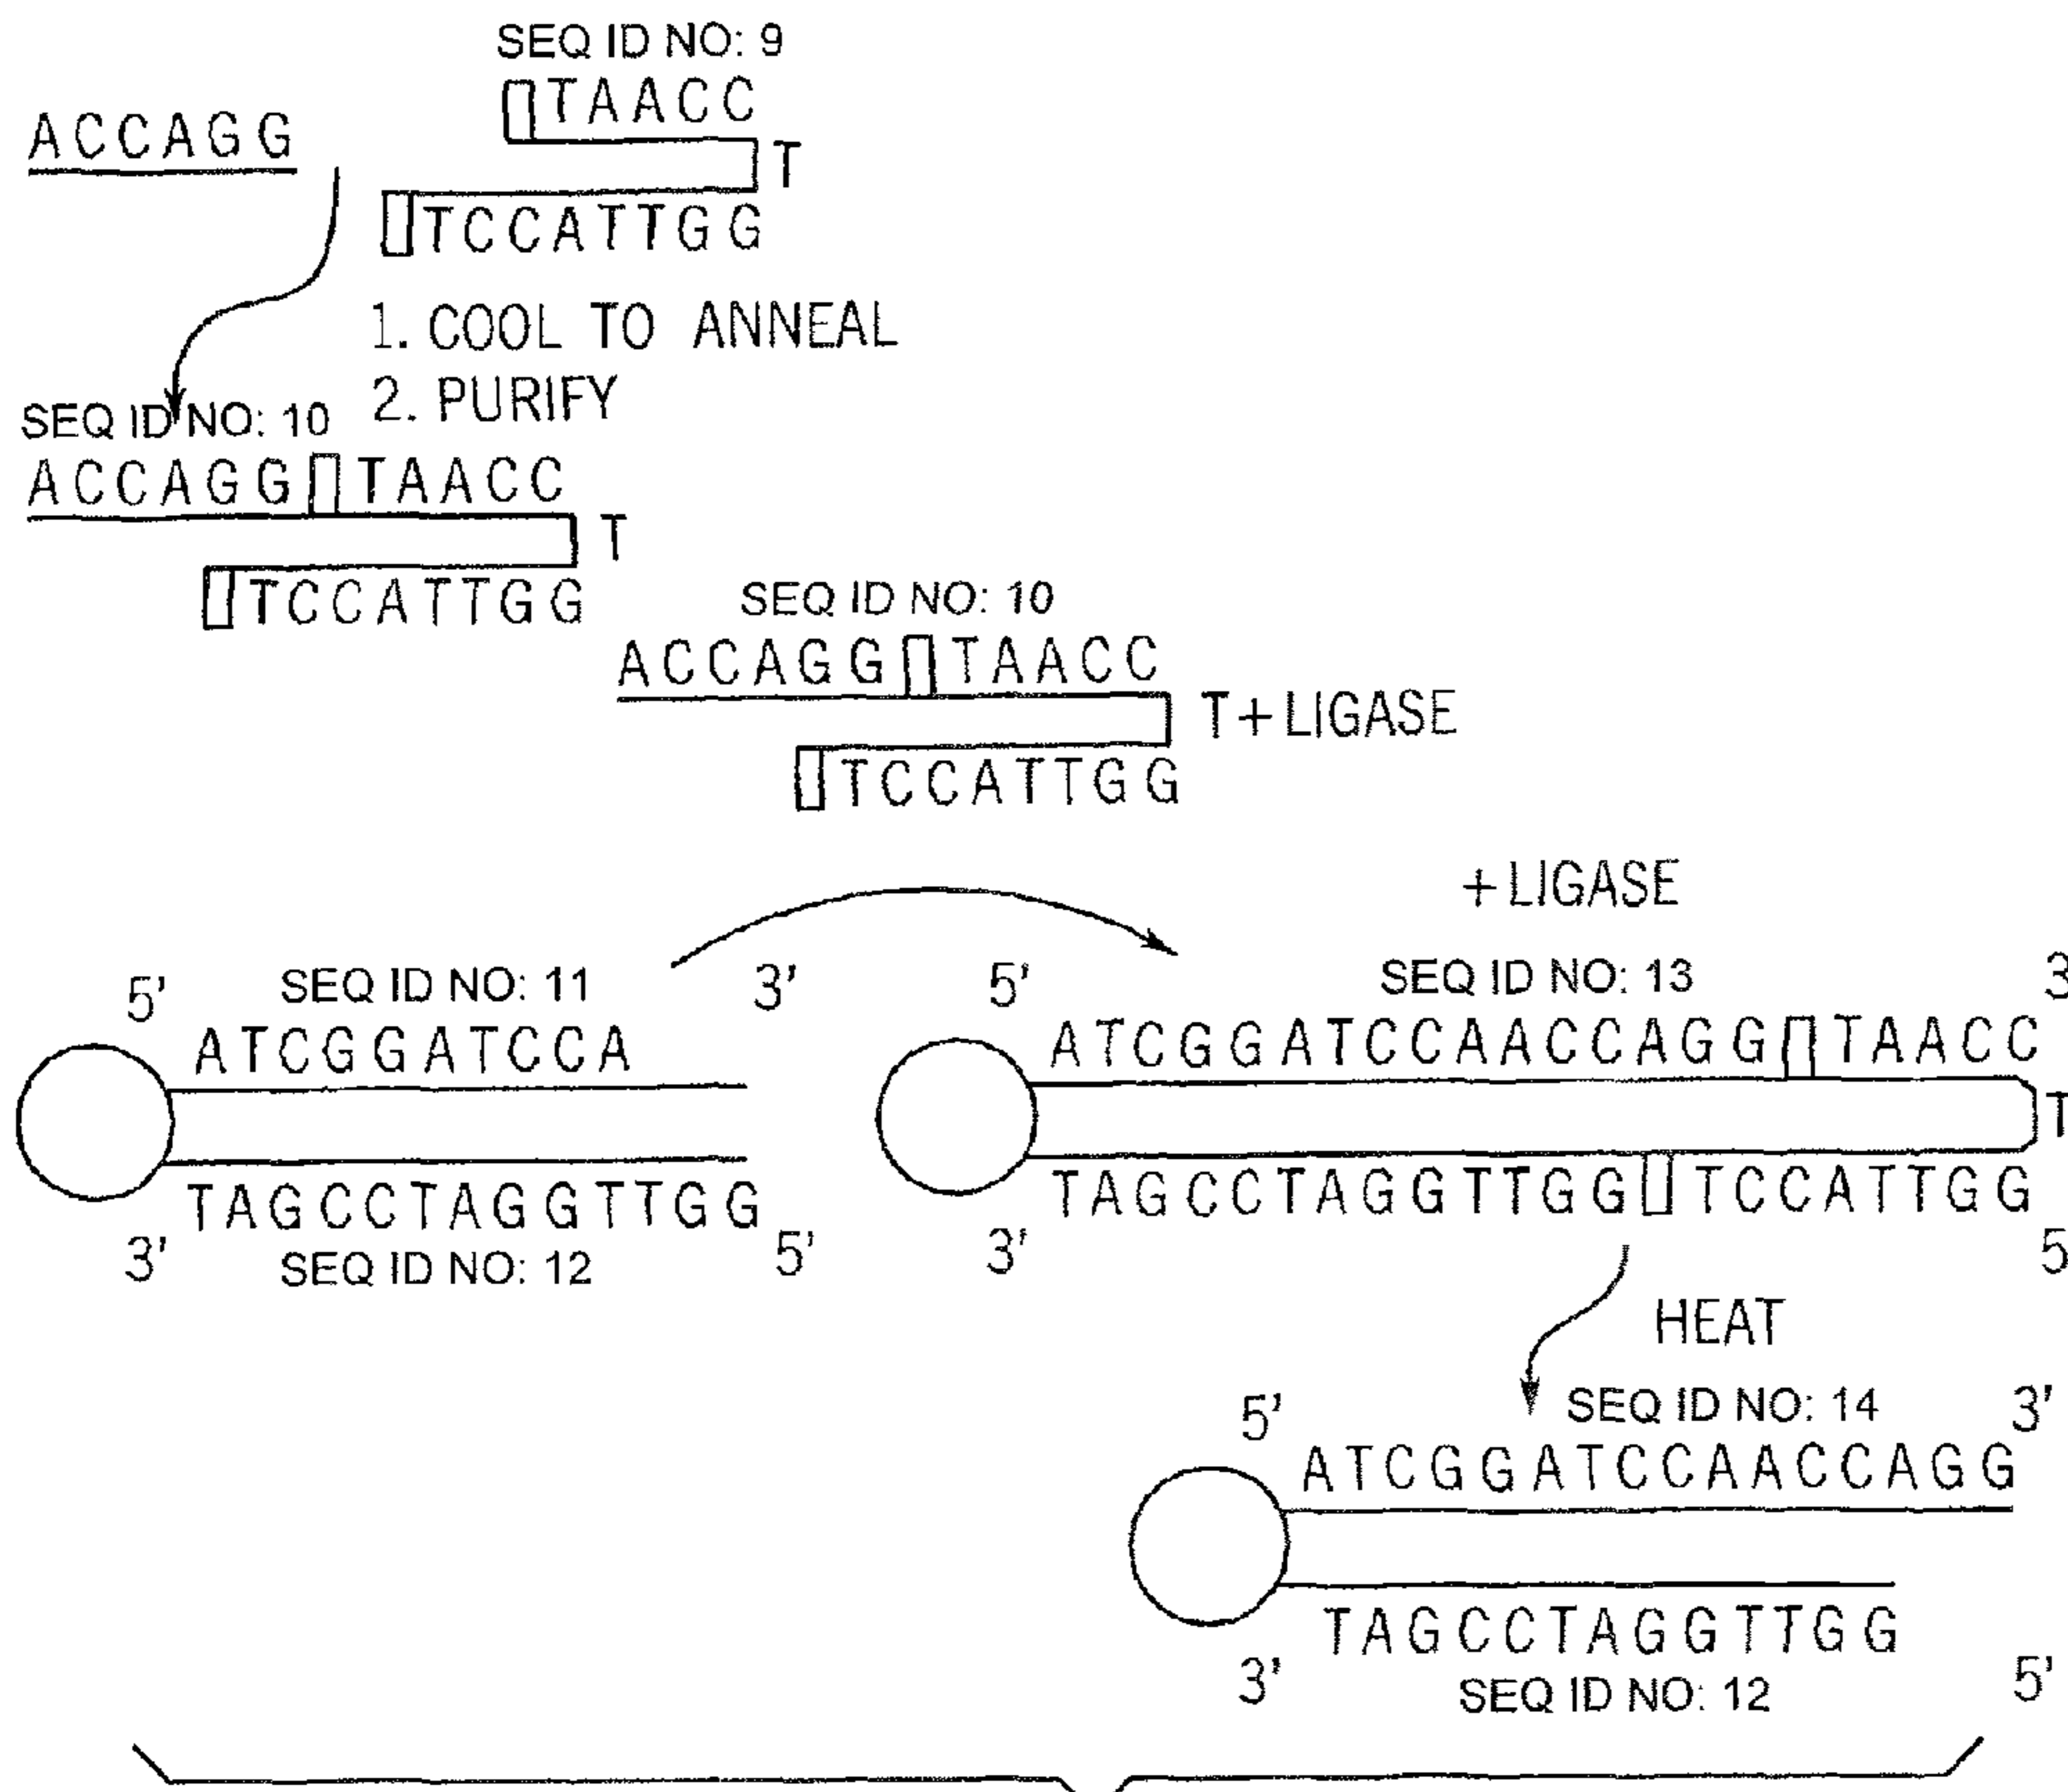 SEQ ID NO: 9
TAACC
ACCAGG
T
TCCATTGG
1. COOL TO ANNEAL
2. PURIFY
SEQ ID NO: 10
ACCAGG TAACC
T
TCCATTGG
SEQ ID NO: 10
ACCAGG TAACC
T+LIGASE
TCCATTGG
+LIGASE
5' SEQ ID NO: 11 3'
ATCGGATCCA
TAGCCTAGGTTGG
3' SEQ ID NO: 12 5'
5' SEQ ID NO: 13 3
ATCGGATCCAACCAGG TAACC
T
TAGCCTAGGTTGG TCCATTGG
3' 5
HEAT
5' SEQ ID NO: 14 3'
ATCGGATCCAACCAGG
TAGCCTAGGTTGG
3' SEQ ID NO: 12 5'